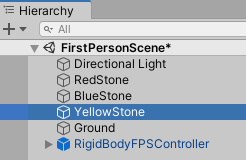 Hierarchy
All
FirstPersonScene*
Directional Light
RedStone
BlueStone
YellowStone
Ground
RigidBodyFPSController